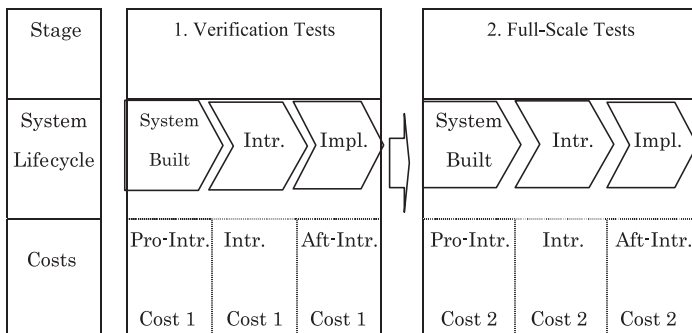 Stage
1. Verification Tests
2. Full-Scale Tests
System
Lifecycle
System
Built
Intr.
Impl.
System
Built
Intr.
Impl.
Costs
Pro-Intr.
Intr.
Aft-Intr.
Pro-Intr.
Intr.
Aft-Intr.
Cost 1
Cost 1
Cost 1
Cost 2
Cost 2
Cost 2